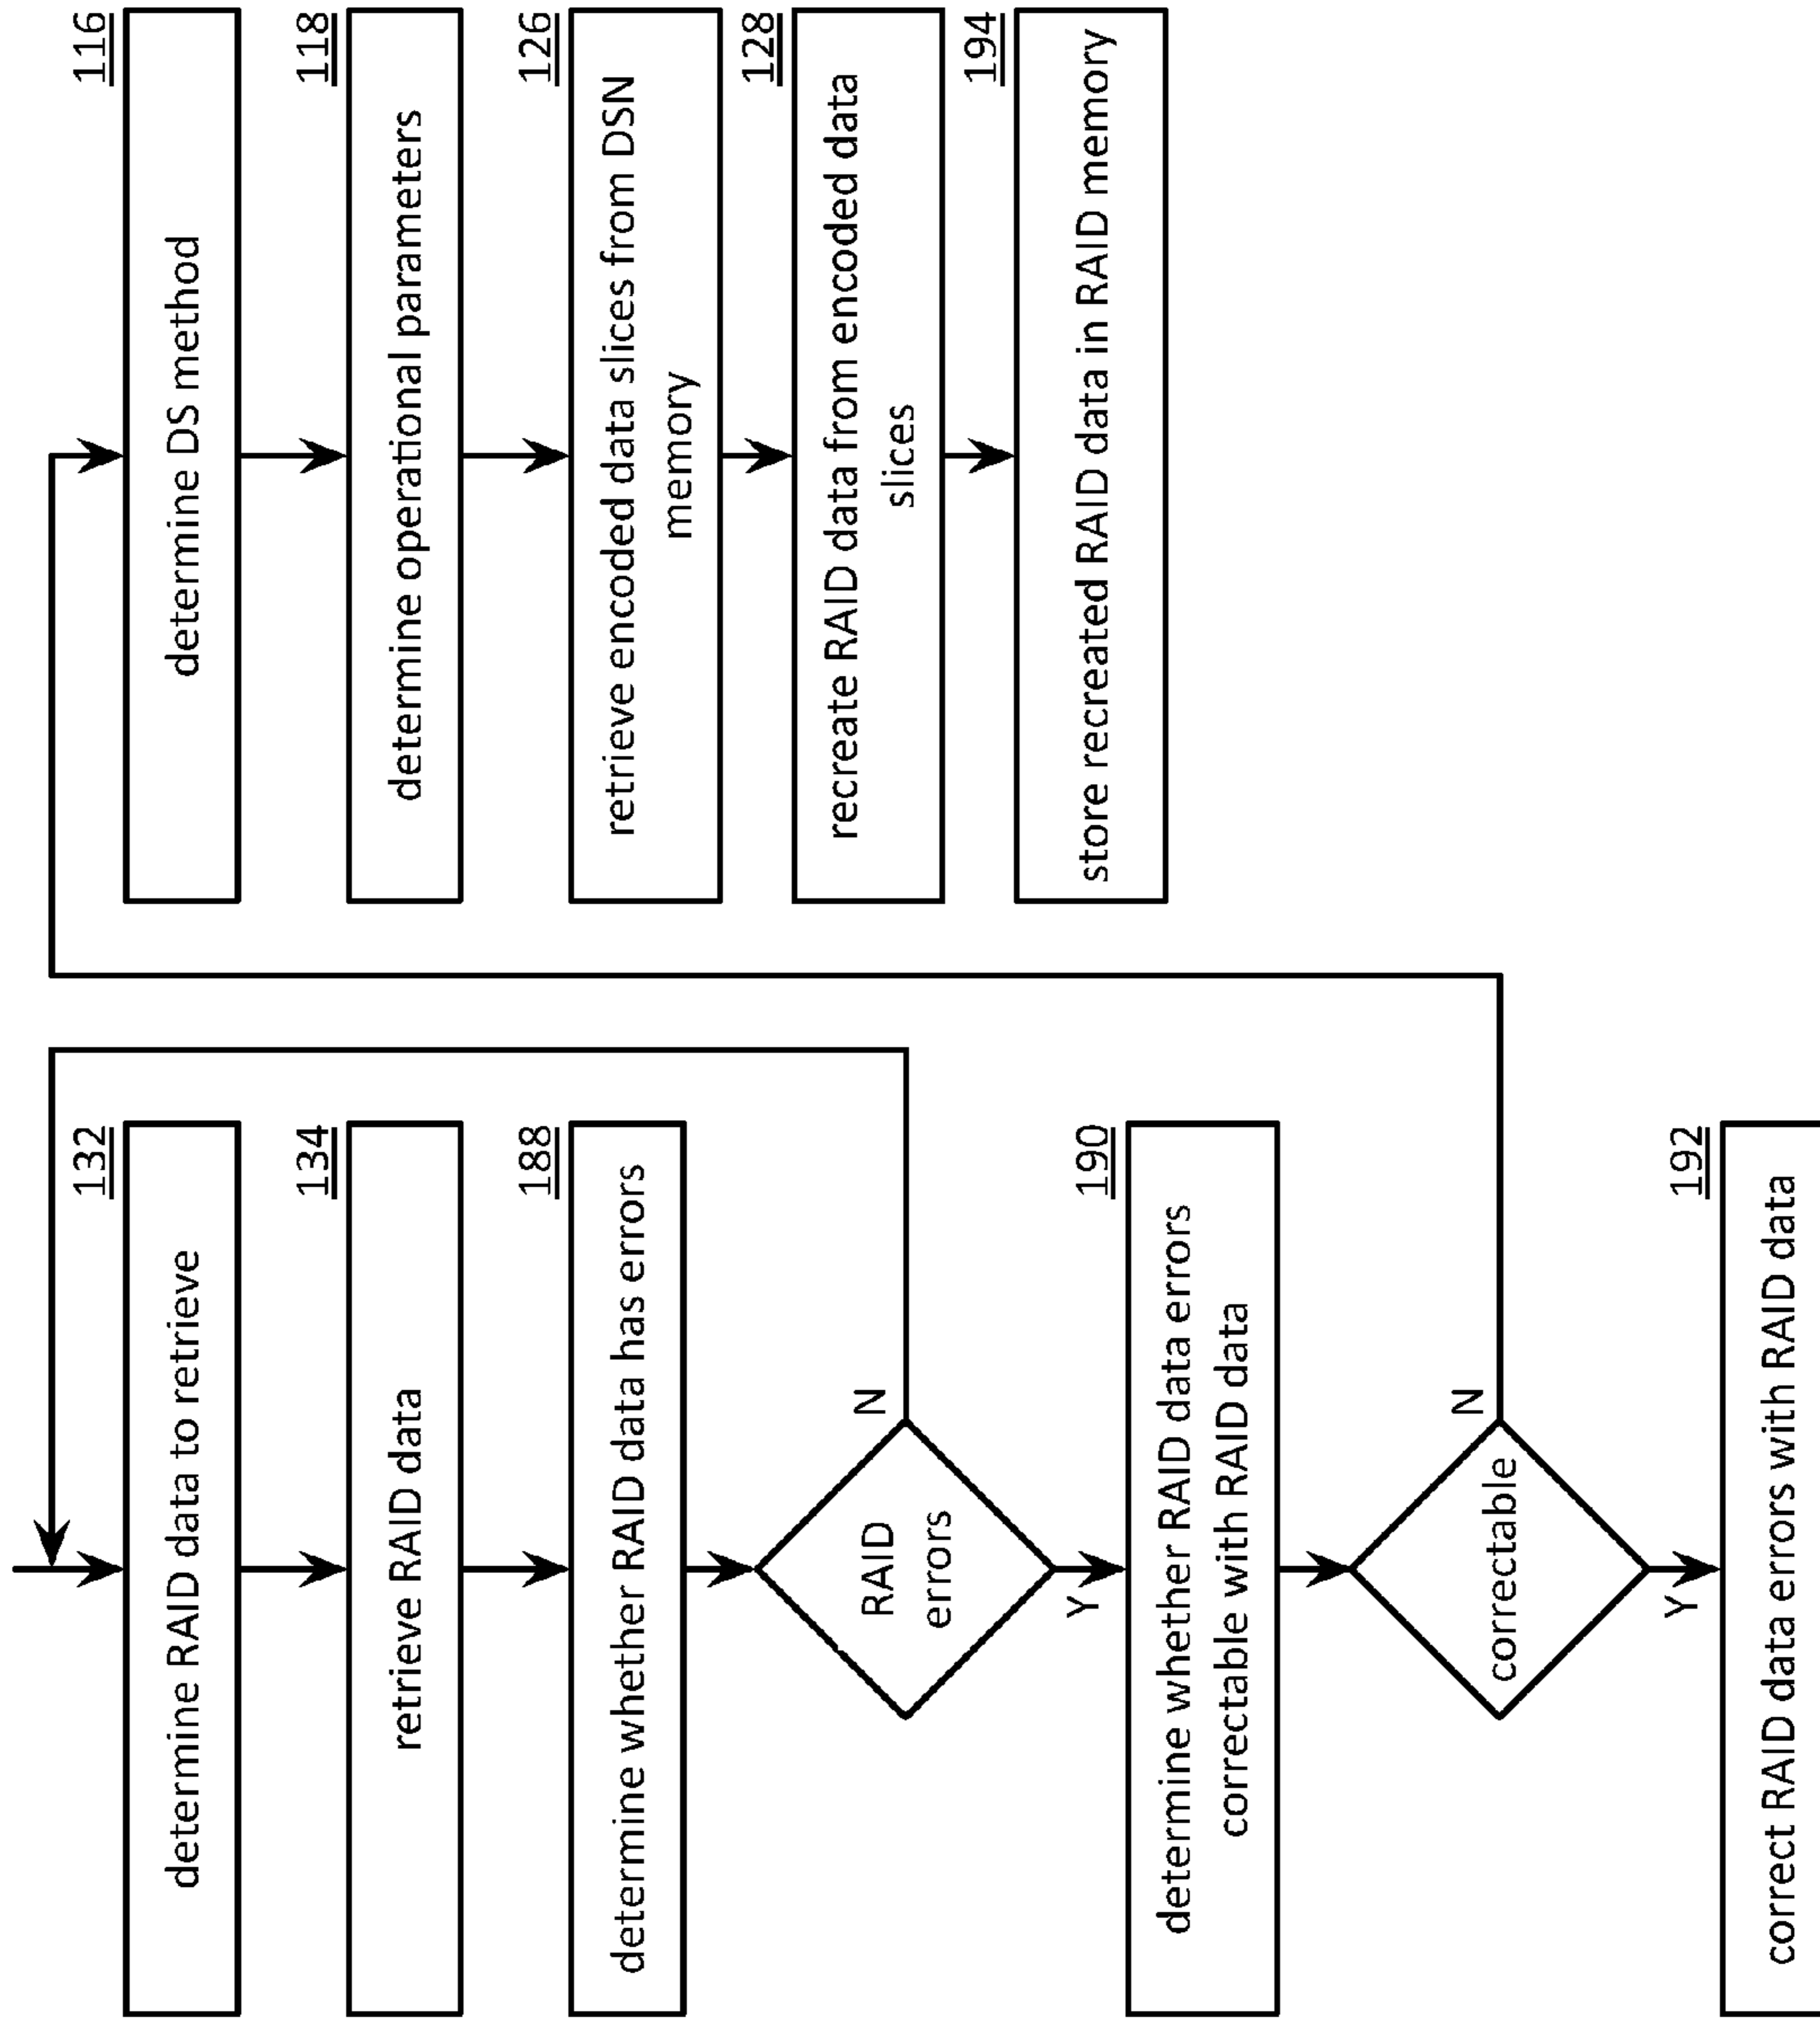 132
determine RAID data to retrieve
134
retrieve RAID data
188
determine whether RAID data has errors
RAID
errors
N
Y
190
determine whether RAID data errors
correctable with RAID data
correctable
N
Y
192
correct RAID data errors with RAID data
116
determine DS method
118
determine operational parameters
126
retrieve encoded data slices from DSN
memory
128
recreate RAID data from encoded data
slices
194
store recreated RAID data in RAID memory